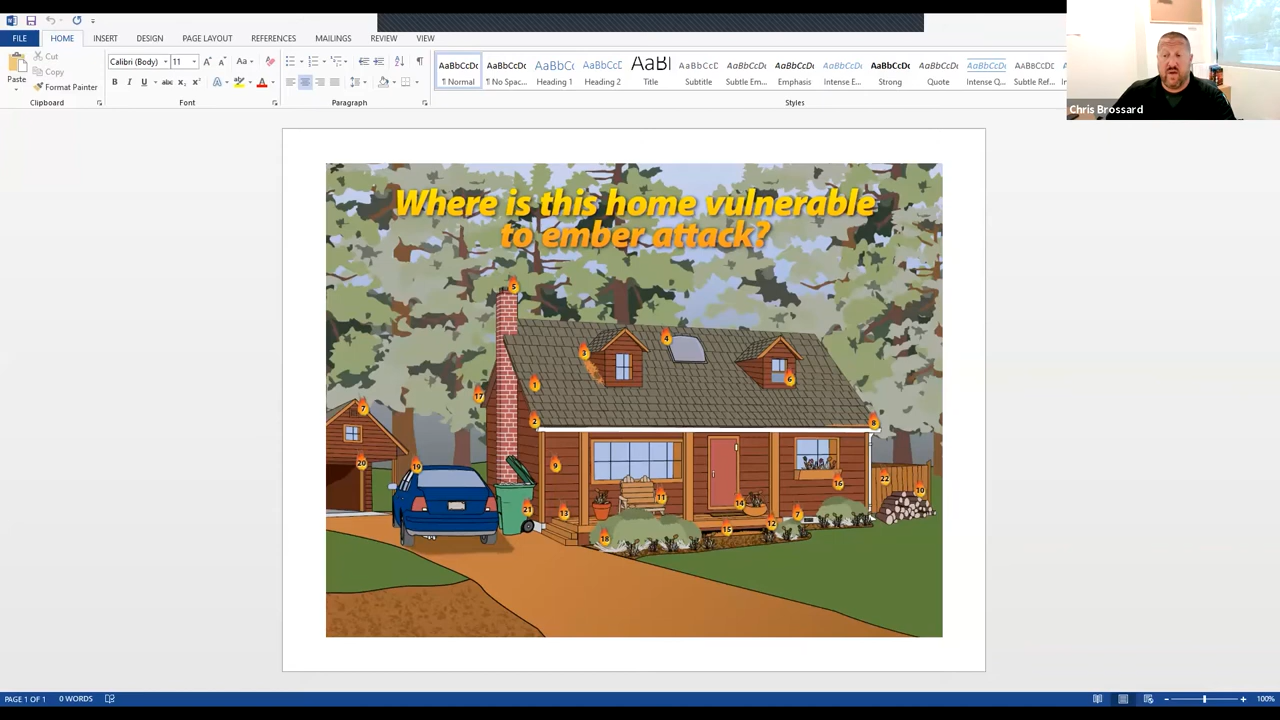 FILE HOME INSERT DESIGN PAGE LAYOUT REFERENCES MAILINGS REVIEW VIEW
Paste
Cut
Copy
Format Painter
Clipboard
Calibri (Body) 11
Font
Paragraph
AaBbCcDc AaBbCcDc AaBbCc AaBbCc AaBl AaBbCcD AaBbCcDc AaBbCcDc AaBbCcDc AaBbCcDc AaBbCcDc AaBbCcDc
¶ Normal ¶ No Spac... Heading 1 Heading 2 Title Subtitle Subtle Em... Emphasis Intense E... Strong Quote Intense Q... Subtle Ref...
Styles
Chris Brossard
Where is this home vulnerable
to ember attack?
5
4
3
6
1
17
7
2
8
9
20
19
16
22
10
11
21
13
14
7
12
15
18
PAGE 1 OF 1 0 WORDS
100%